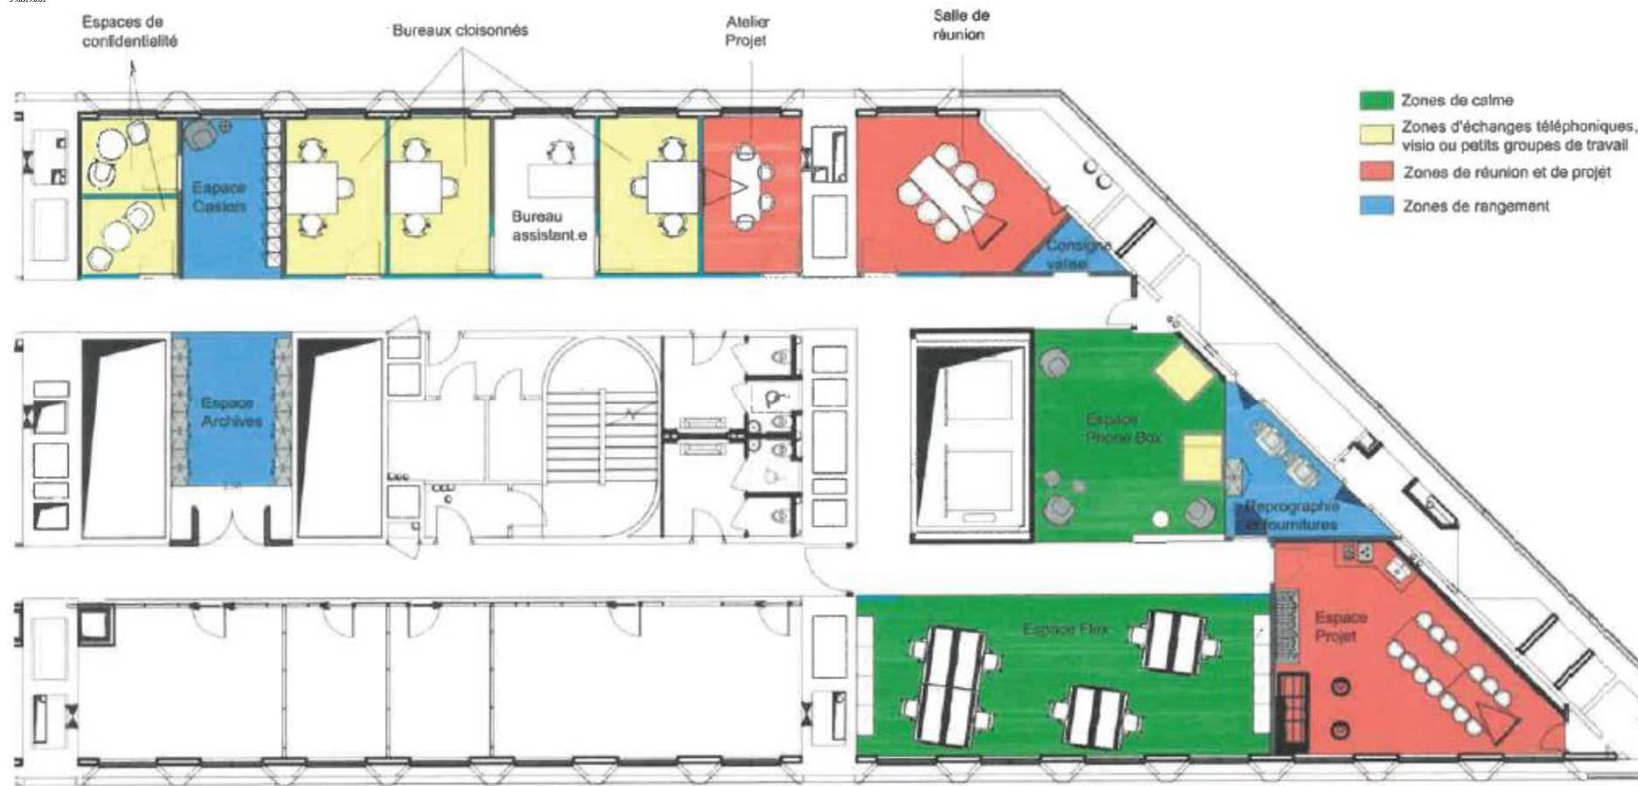 Espaces de
confidentialité
Bureaux cloisonnés
Atelier
Projet
Salle de
réunion
Zones de calme
Zones d'échanges téléphoniques,
visio ou petits groupes de travail
Zones de réunion et de projet
Zones de rangement
Espace
Casiers
Bureau
assistant.e
Consigne
valise
Espace
Archives
Espace
Phone Box
Reprographie
et fournitures
Espace Flex
Espace
Projet